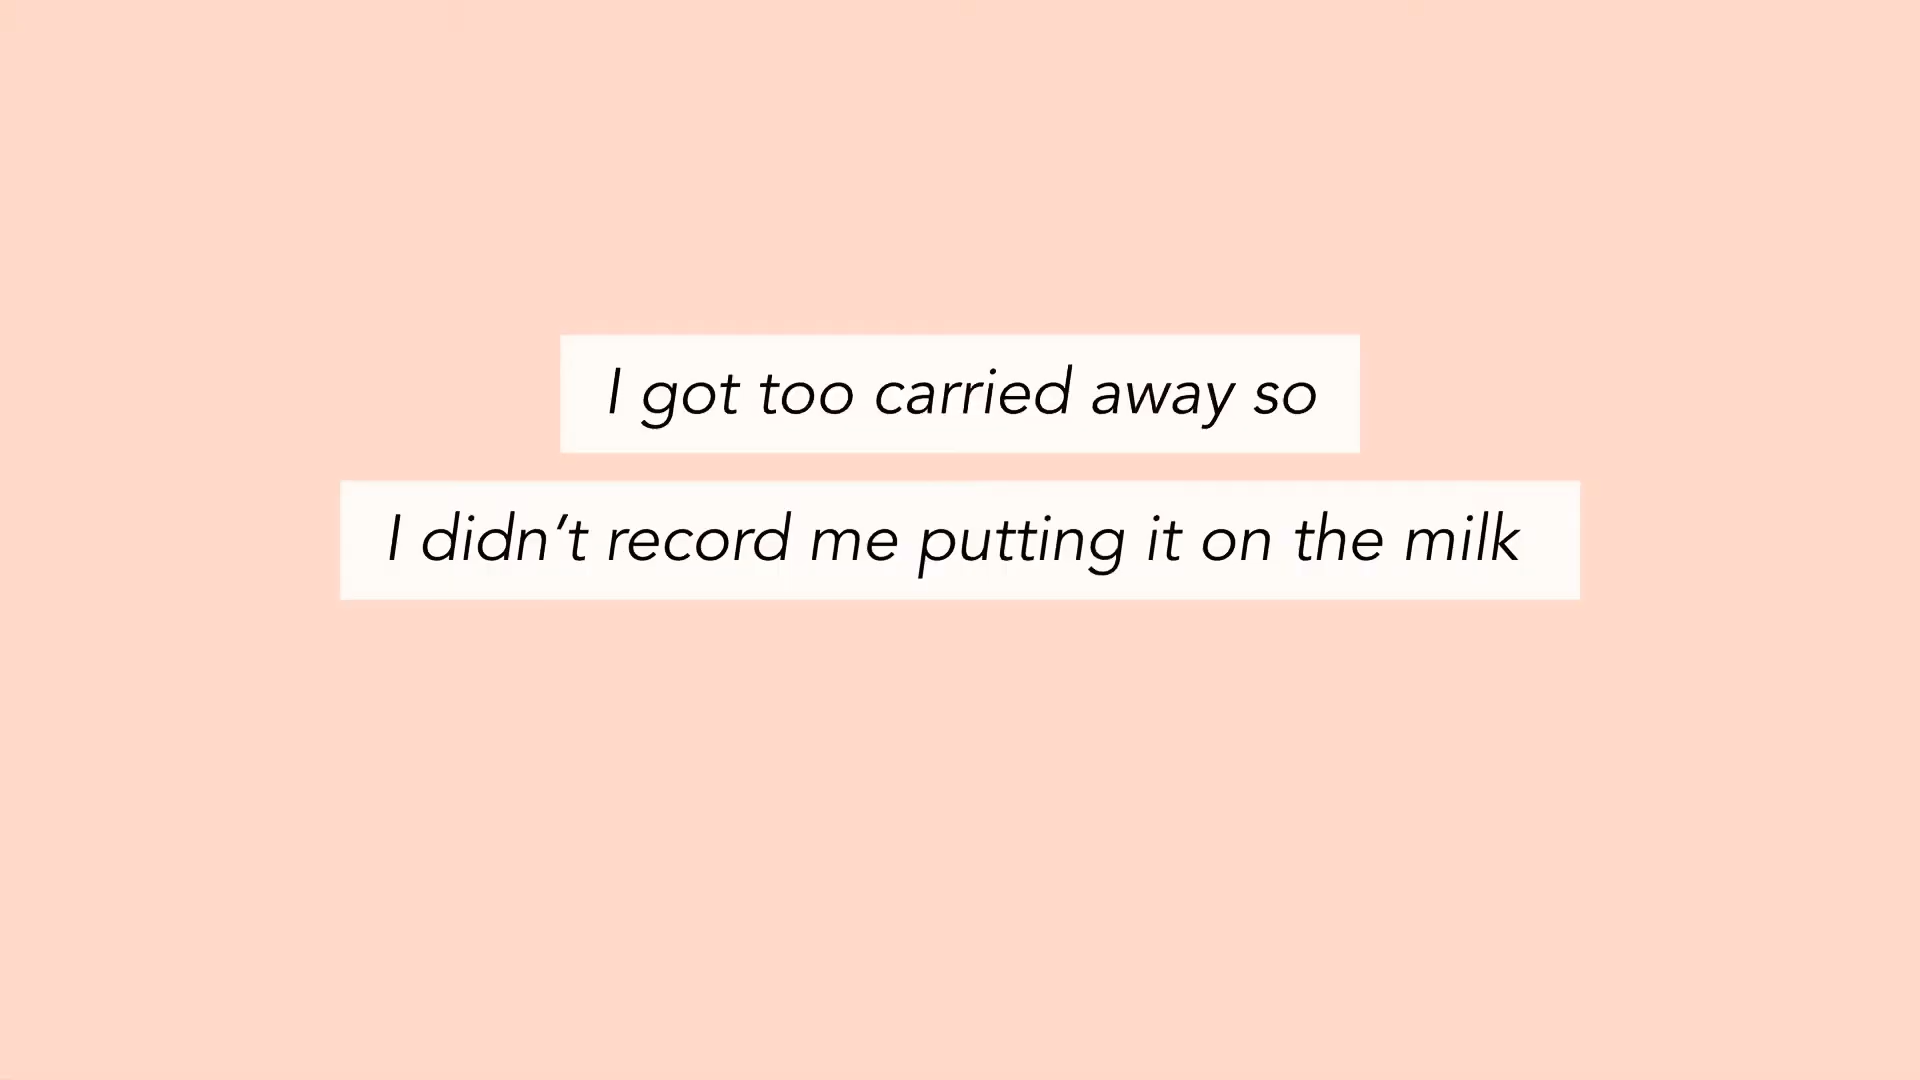 I got too carried away so
I didn’t record me putting it on the milk